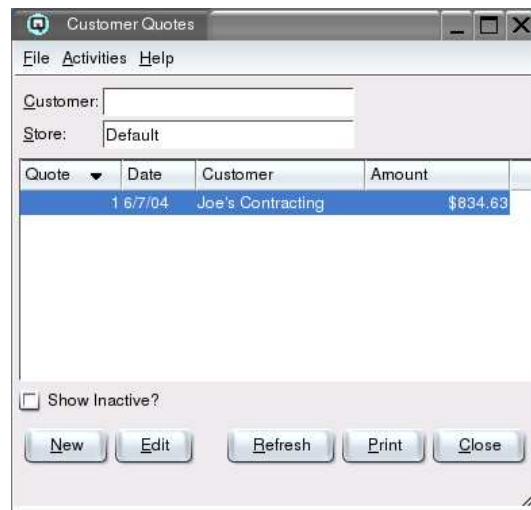 Customer Quotes
File Activities Help
Customer:
Store: Default
Quote Date Customer Amount
1 6/7/04 Joe's Contracting $834.63
Show Inactive?
New Edit Refresh Print Close